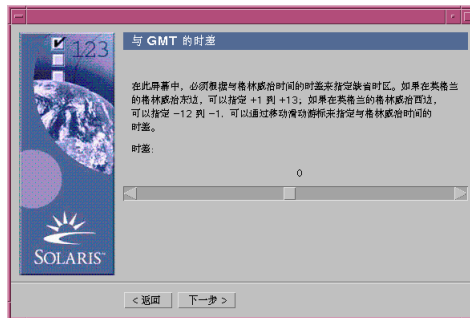 123
与 GMT 的时差
在此屏幕中，必须根据与格林威治时间的时差来指定缺省时区。如果在英格兰
的格林威治东边，可以指定 +1 到 +13；如果在英格兰的格林威治西边，
可以指定 -12 到 -1. 可以通过移动滑动游标来指定与格林威治时间的
时差。
时差:
0
SOLARIS
< 返回
下一步 >